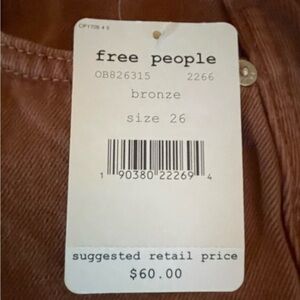 free people
OB826315 2266
bronze
size 26
1 90380 22269 4
suggested retail price
$60.00